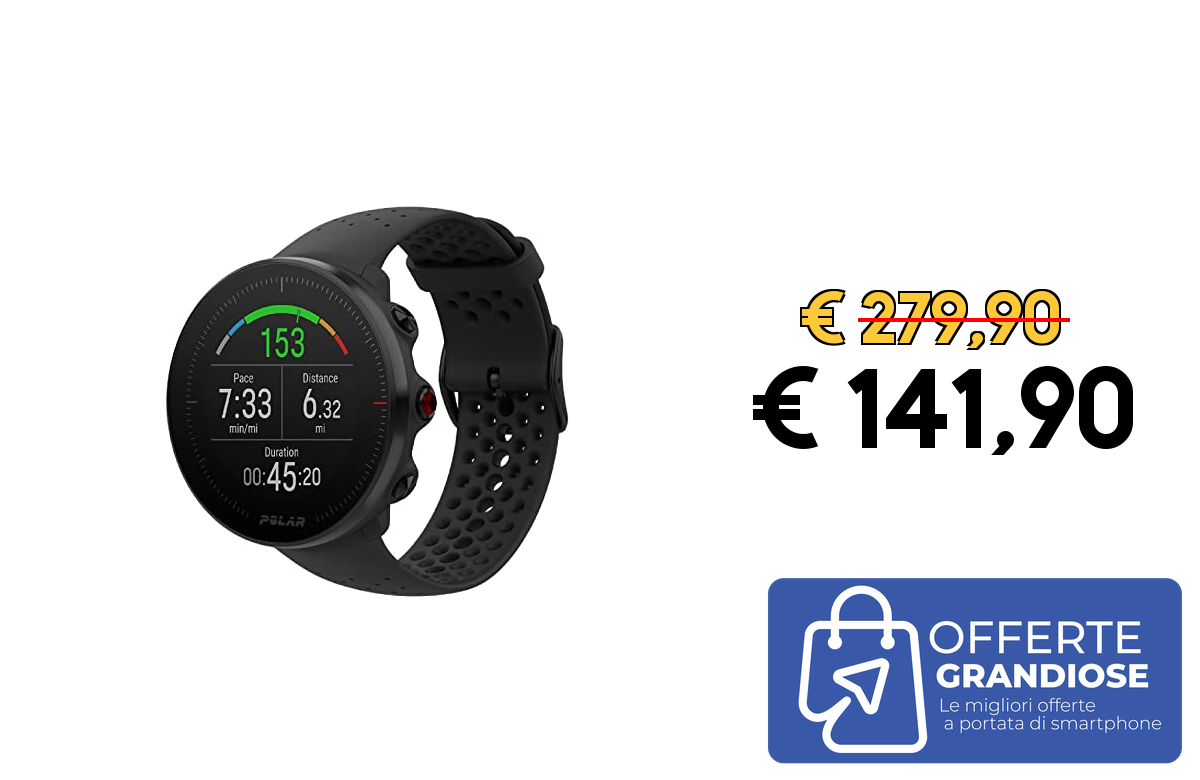 153
Pace
Distance
7:33
6.32
min/mi
mi
Duration
00:45:20
POLAR
€ 279,90
€ 141,90
OFFERTE
GRANDIOSE
Le migliori offerte
a portata di smartphone